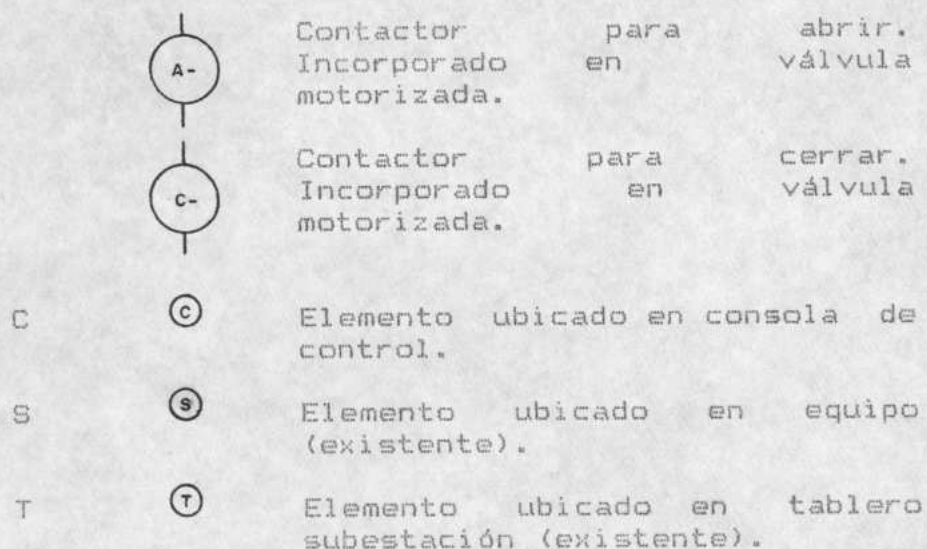 Contactor para abrir.
A- Incorporado en válvula
motorizada.
Contactor para cerrar.
C- Incorporado en válvula
motorizada.
C C Elemento ubicado en consola de
control.
S S Elemento ubicado en equipo
(existente).
T T Elemento ubicado en tablero
subestación (existente).